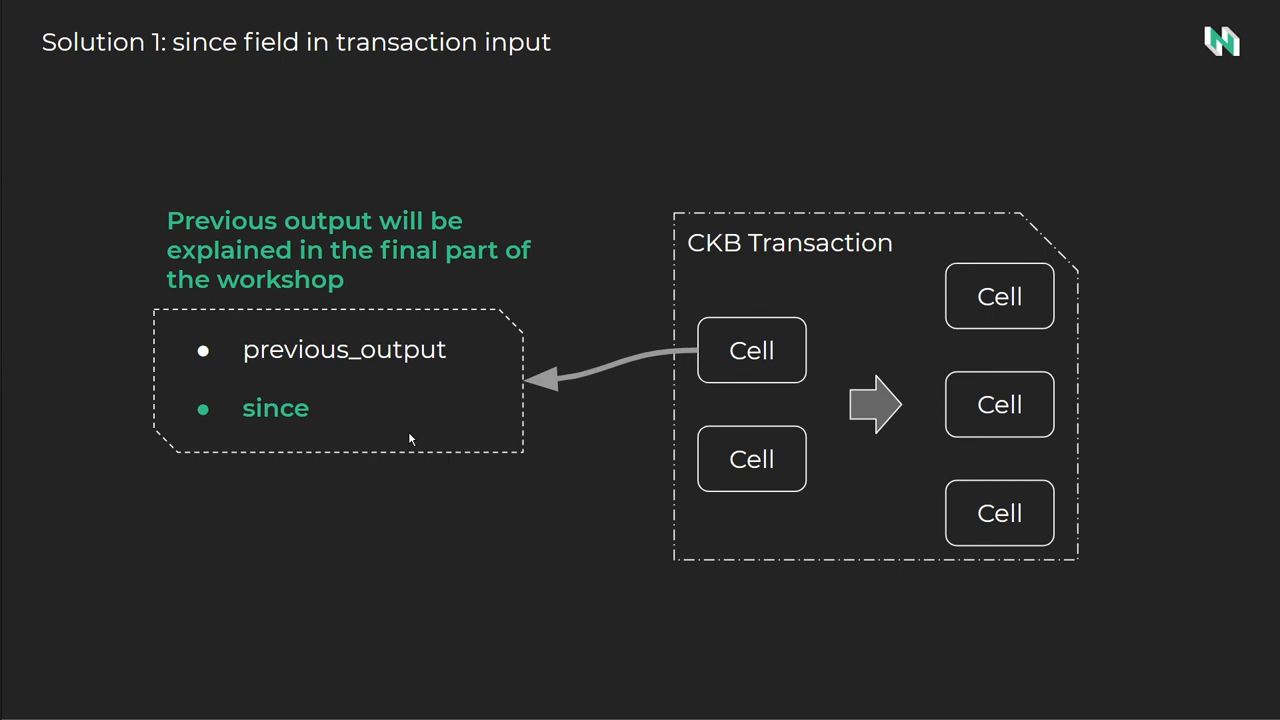 Solution 1: since field in transaction input
Previous output will be
explained in the final part of
the workshop
● previous_output
● since
CKB Transaction
Cell
Cell
Cell
Cell
Cell